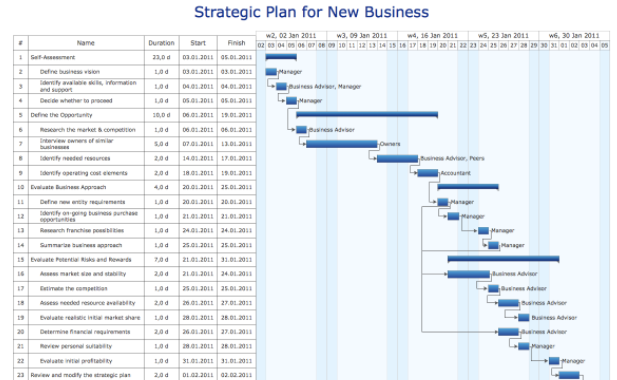 Strategic Plan for New Business
w2, 02 Jan 2011 w3, 09 Jan 2011 w4, 16 Jan 2011 w5, 23 Jan 2011 w6, 30 Jan 2011
# Name Duration Start Finish 02 03 04 05 06 07 08 09 10 11 12 13 14 15 16 17 18 19 20 21 22 23 24 25 26 27 28 29 30 31 01 02 03 04 05
1 Self-Assessment 23,0 d 03.01.2011 05.01.2011
2 Define business vision 1,0 d 03.01.2011 03.01.2011 Manager
3 Identify available skills, information and support 1,0 d 04.01.2011 04.01.2011 Business Advisor, Manager
4 Decide whether to proceed 1,0 d 05.01.2011 05.01.2011 Manager
5 Define the Opportunity 10,0 d 06.01.2011 19.01.2011
6 Research the market & competition 1,0 d 06.01.2011 06.01.2011 Business Advisor
7 Interview owners of similar businesses 5,0 d 07.01.2011 13.01.2011 Owners
8 Identify needed resources 2,0 d 14.01.2011 17.01.2011 Business Advisor, Peers
9 Identify operating cost elements 2,0 d 18.01.2011 19.01.2011 Accountant
10 Evaluate Business Approach 4,0 d 20.01.2011 25.01.2011
11 Define new entity requirements 1,0 d 20.01.2011 20.01.2011 Manager
12 Identify on-going business purchase opportunities 1,0 d 21.01.2011 21.01.2011 Manager
13 Research franchise possibilities 1,0 d 24.01.2011 24.01.2011 Manager
14 Summarize business approach 1,0 d 25.01.2011 25.01.2011 Manager
15 Evaluate Potential Risks and Rewards 7,0 d 21.01.2011 31.01.2011
16 Assess market size and stability 2,0 d 21.01.2011 24.01.2011 Business Advisor
17 Estimate the competition 1,0 d 25.01.2011 25.01.2011 Business Advisor
18 Assess needed resource availability 2,0 d 26.01.2011 27.01.2011 Business Advisor
19 Evaluate realistic initial market share 1,0 d 28.01.2011 28.01.2011 Business Advisor
20 Determine financial requirements 2,0 d 26.01.2011 27.01.2011 Business Advisor
21 Review personal suitability 1,0 d 28.01.2011 28.01.2011 Manager
22 Evaluate initial profitability 1,0 d 31.01.2011 31.01.2011 Manager
23 Review and modify the strategic plan 2,0 d 01.02.2011 02.02.2011